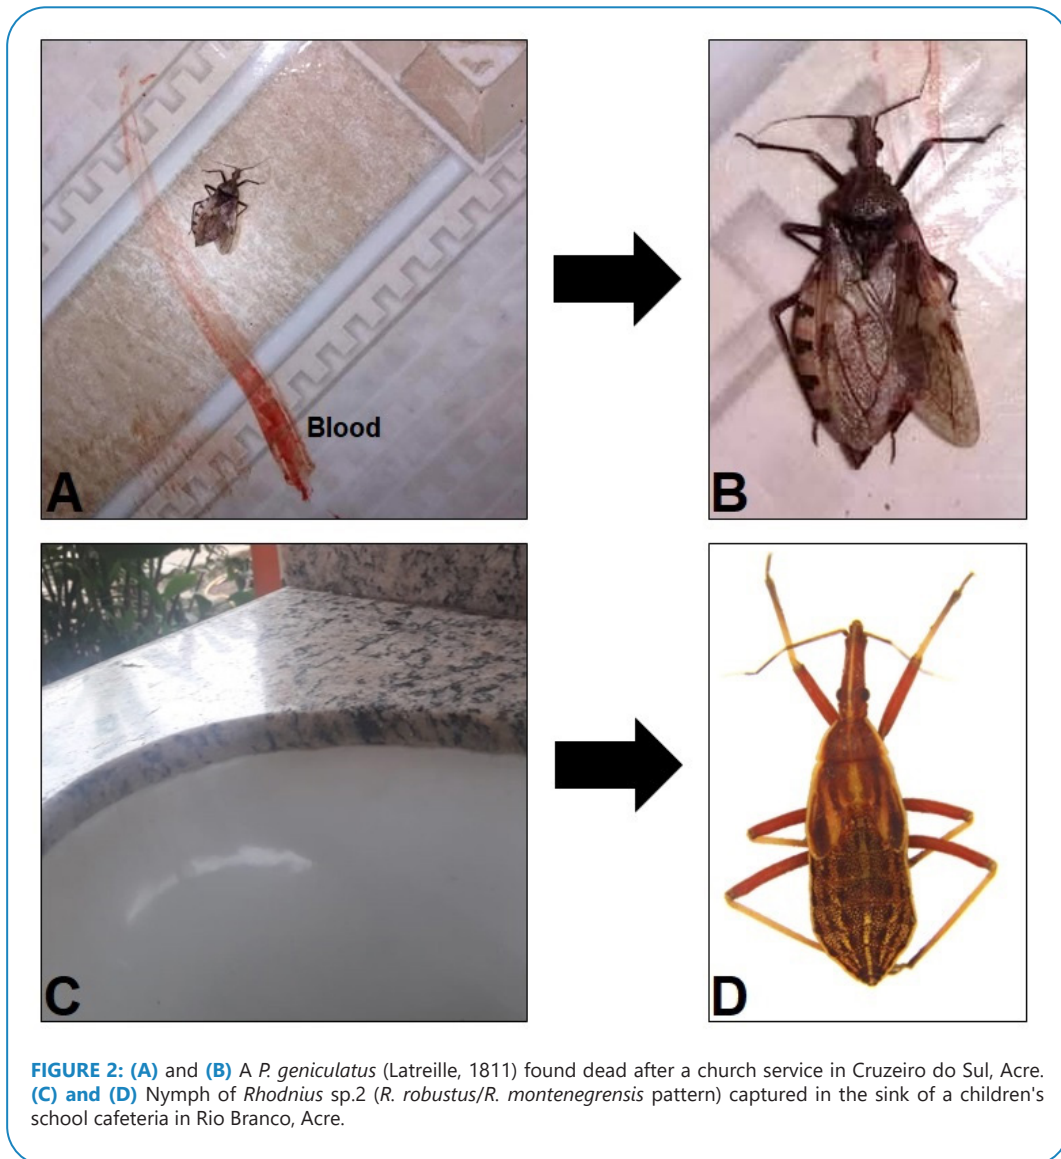 Blood
A
B
C
D
FIGURE 2: (A) and (B) A P. geniculatus (Latreille, 1811) found dead after a church service in Cruzeiro do Sul, Acre.
(C) and (D) Nymph of Rhodnius sp.2 (R. robustus/R. montenegrensis pattern) captured in the sink of a children's
school cafeteria in Rio Branco, Acre.